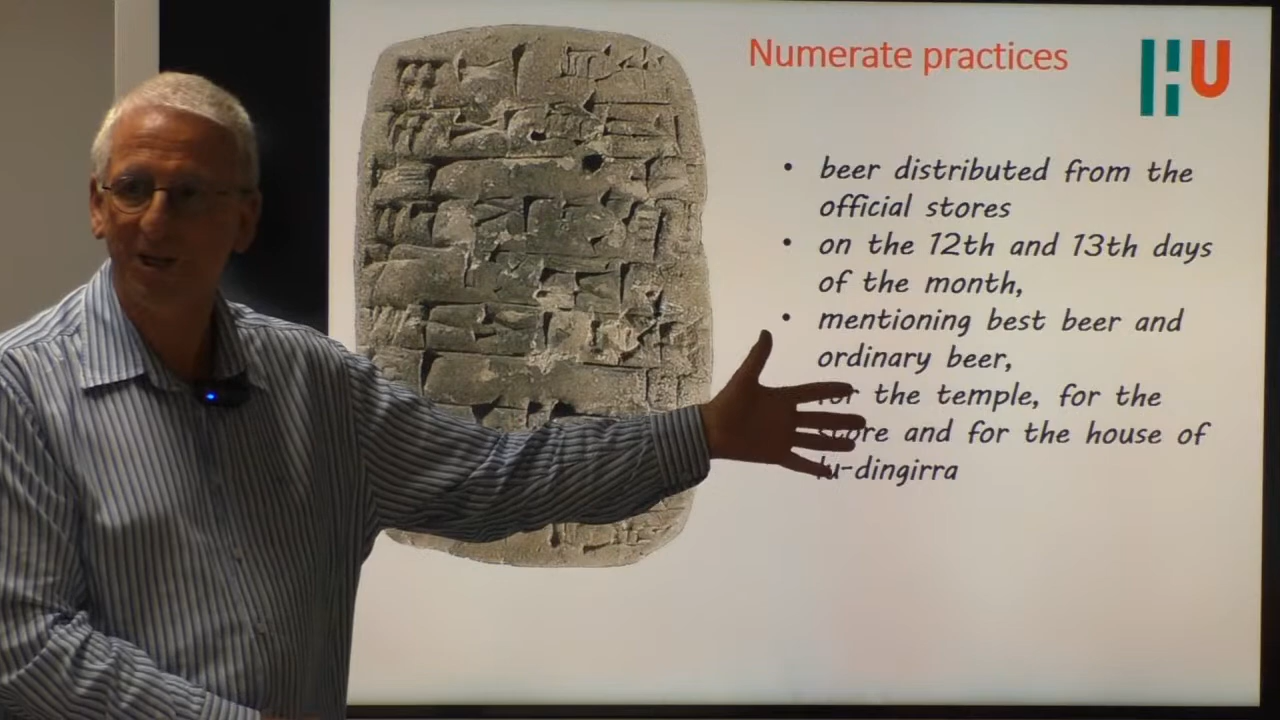 Numerate practices
HU
• beer distributed from the
official stores
• on the 12th and 13th days
of the month,
• mentioning best beer and
ordinary beer,
the temple, for the
and for the house of
lu-dingirra